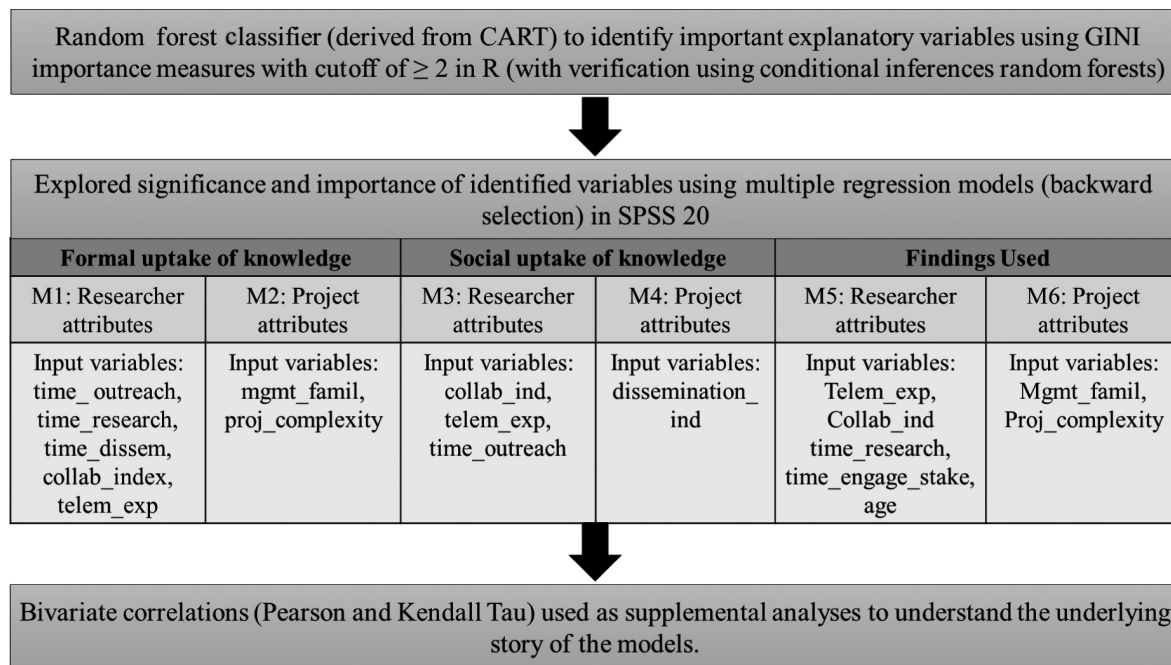 Random forest classifier (derived from CART) to identify important explanatory variables using GINI
importance measures with cutoff of ≥ 2 in R (with verification using conditional inferences random forests)
Explored significance and importance of identified variables using multiple regression models (backward
selection) in SPSS 20
Formal uptake of knowledge
Social uptake of knowledge
Findings Used
M1: Researcher
attributes
M2: Project
attributes
M3: Researcher
attributes
M4: Project
attributes
M5: Researcher
attributes
M6: Project
attributes
Input variables:
time_outreach,
time_research,
time_dissem,
collab_index,
telem_exp
Input variables:
mgmt_famil,
proj_complexity
Input variables:
collab_ind,
telem_exp,
time_outreach
Input variables:
dissemination_
ind
Input variables:
Telem_exp,
Collab_ind
time_research,
time_engage_stake,
age
Input variables:
Mgmt_famil,
Proj_complexity
Bivariate correlations (Pearson and Kendall Tau) used as supplemental analyses to understand the underlying
story of the models.